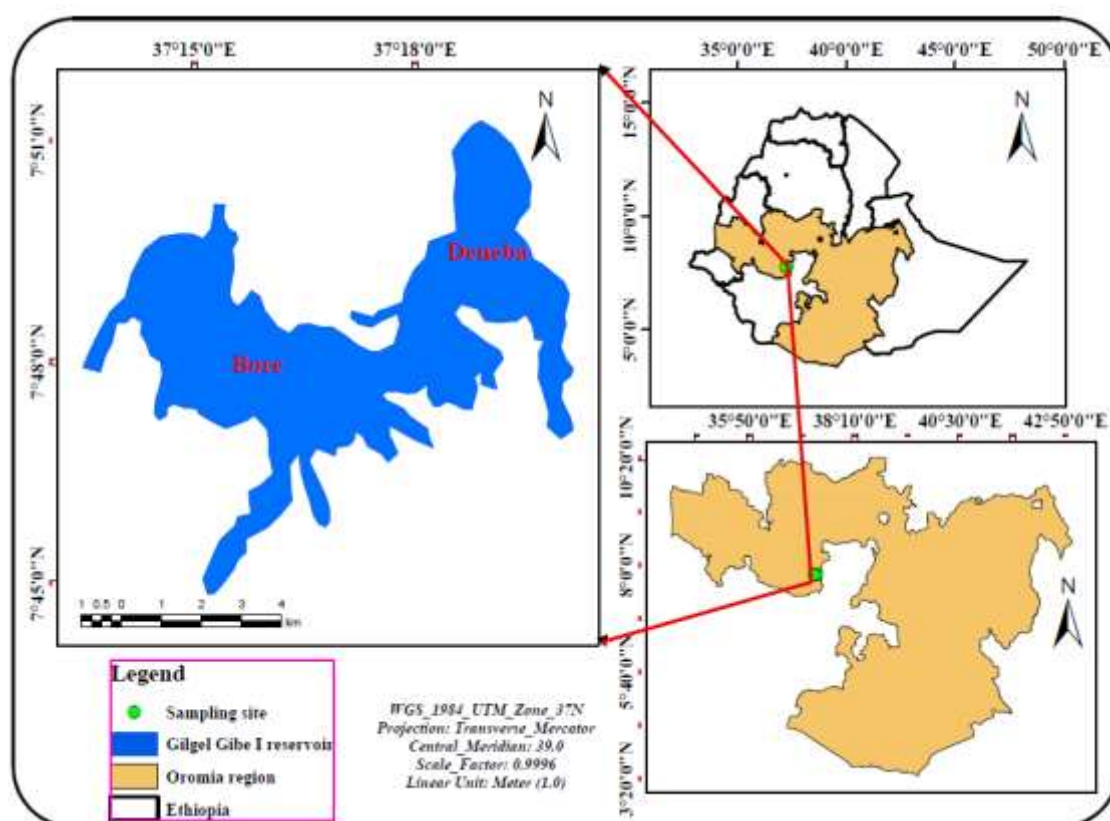 37°15'0"E
37°18'0"E
35°0'0"E
40°0'0"E
45°0'0"E
50°0'0"E
N
N
7°51'0"N
7°48'0"N
7°45'0"N
Deneba
Bore
15°0'0"N
10°0'0"N
5°0'0"N
35°50'0"E
38°10'0"E
40°30'0"E
42°50'0"E
10°20'0"N
8°0'0"N
5°40'0"N
3°20'0"N
N
1 0.5 0 1 2 3 4
km
Legend
Sampling site
Gilgel Gibe I reservoir
Oromia region
Ethiopia
WGS_1984_UTM_Zone_37N
Projection: Transverse_Mercator
Central_Meridian: 39.0
Scale_Factor: 0.9996
Linear Unit: Meter (1.0)